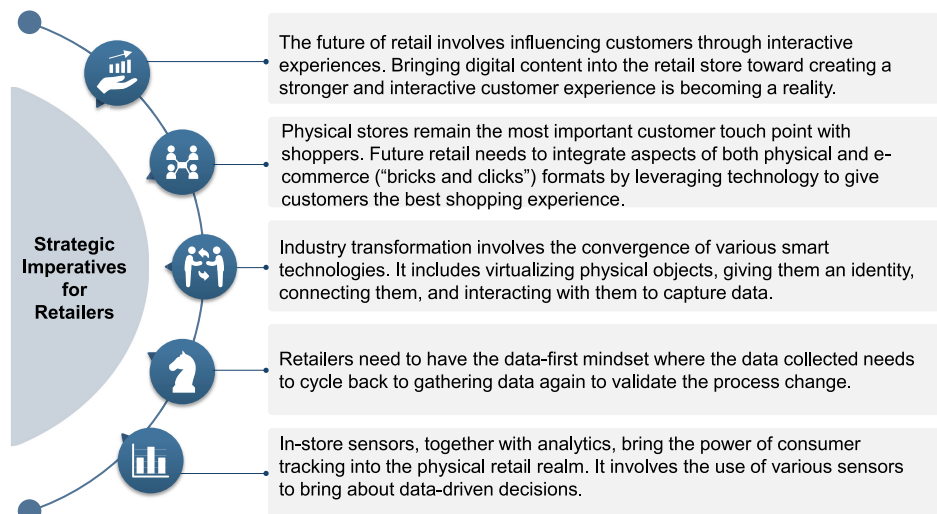 Strategic
Imperatives
for
Retailers
The future of retail involves influencing customers through interactive
experiences. Bringing digital content into the retail store toward creating a
stronger and interactive customer experience is becoming a reality.
Physical stores remain the most important customer touch point with
shoppers. Future retail needs to integrate aspects of both physical and e-
commerce (“bricks and clicks”) formats by leveraging technology to give
customers the best shopping experience.
Industry transformation involves the convergence of various smart
technologies. It includes virtualizing physical objects, giving them an identity,
connecting them, and interacting with them to capture data.
Retailers need to have the data-first mindset where the data collected needs
to cycle back to gathering data again to validate the process change.
In-store sensors, together with analytics, bring the power of consumer
tracking into the physical retail realm. It involves the use of various sensors
to bring about data-driven decisions.